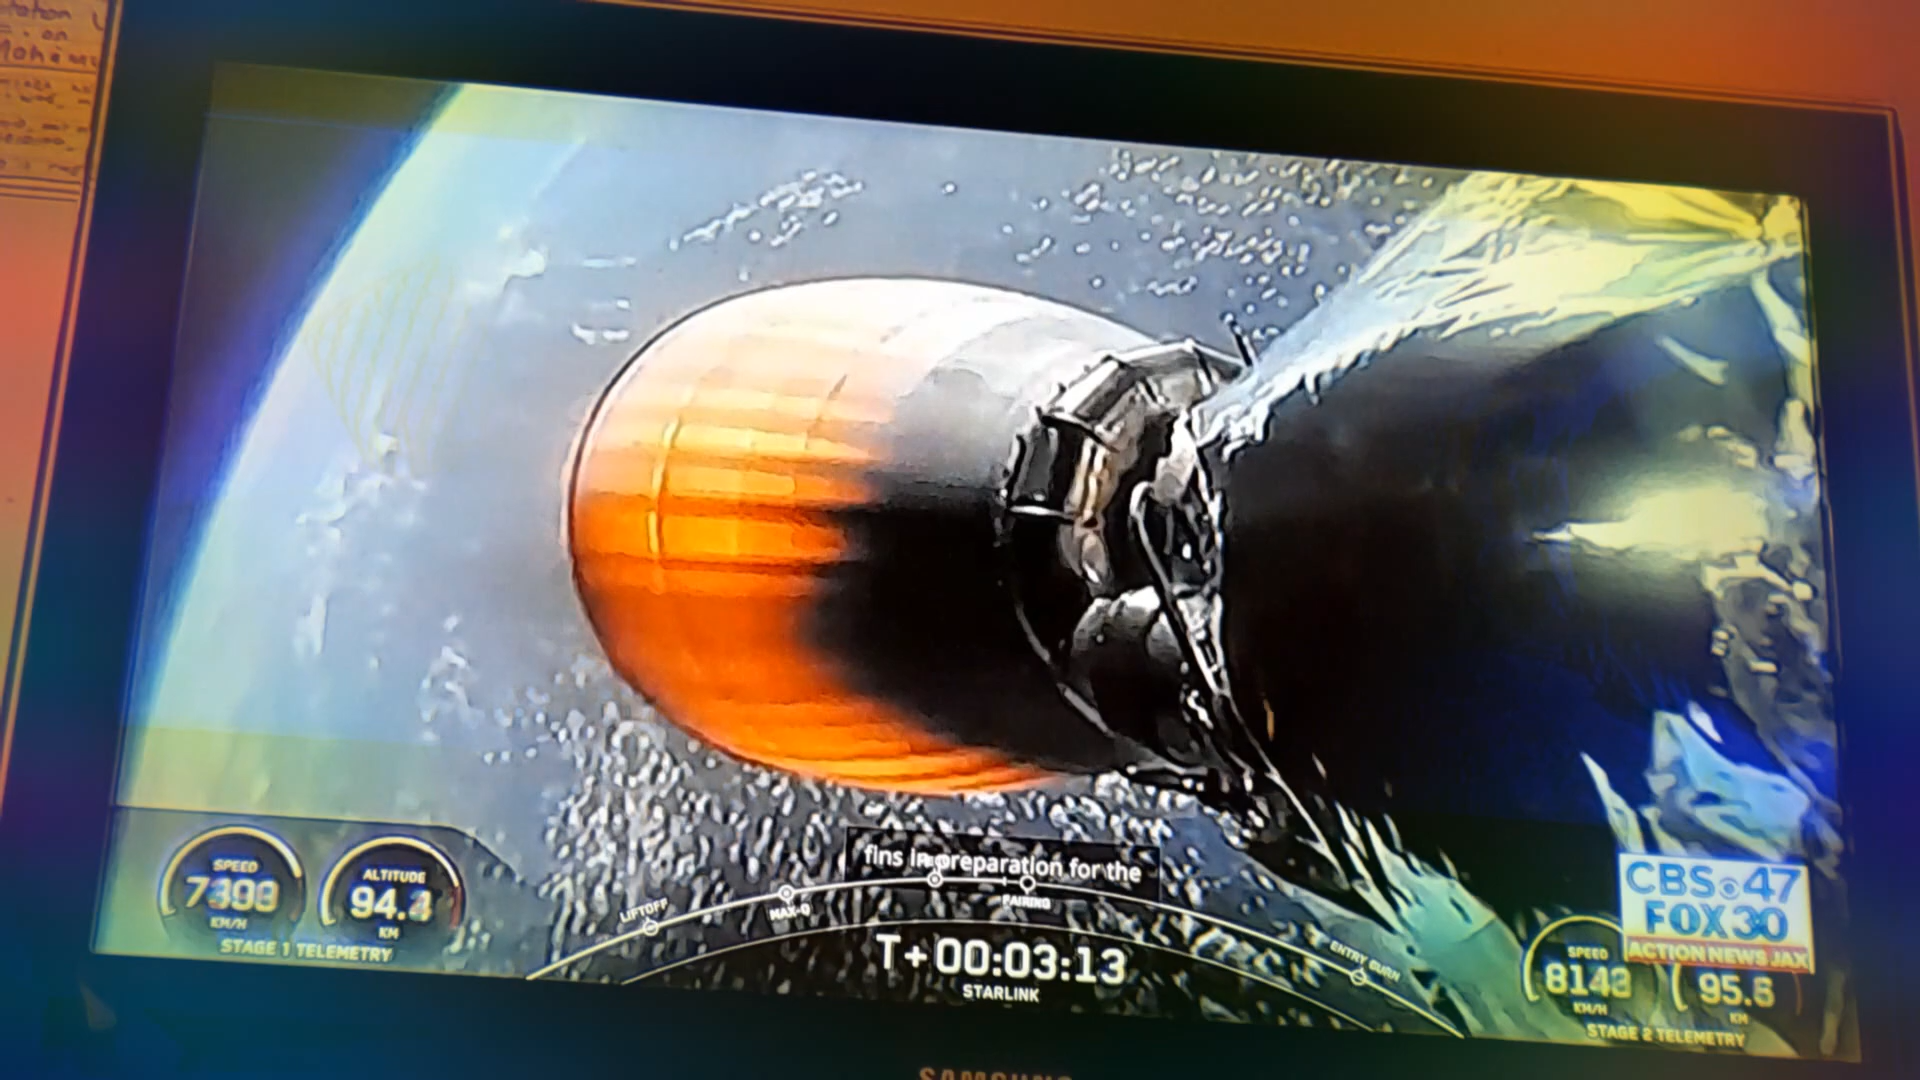 fins in preparation for the
SPEED
7398
KM/H
ALTITUDE
94.4
KM
STAGE 1 TELEMETRY
LIFTOFF
MAX-Q
FAIRING
ENTRY BURN
T+00:03:13
STARLINK
CBS 47
FOX 30
ACTION NEWS JAX
SPEED
8143
KM/H
95.6
KM
STAGE 2 TELEMETRY
SAMSUNG